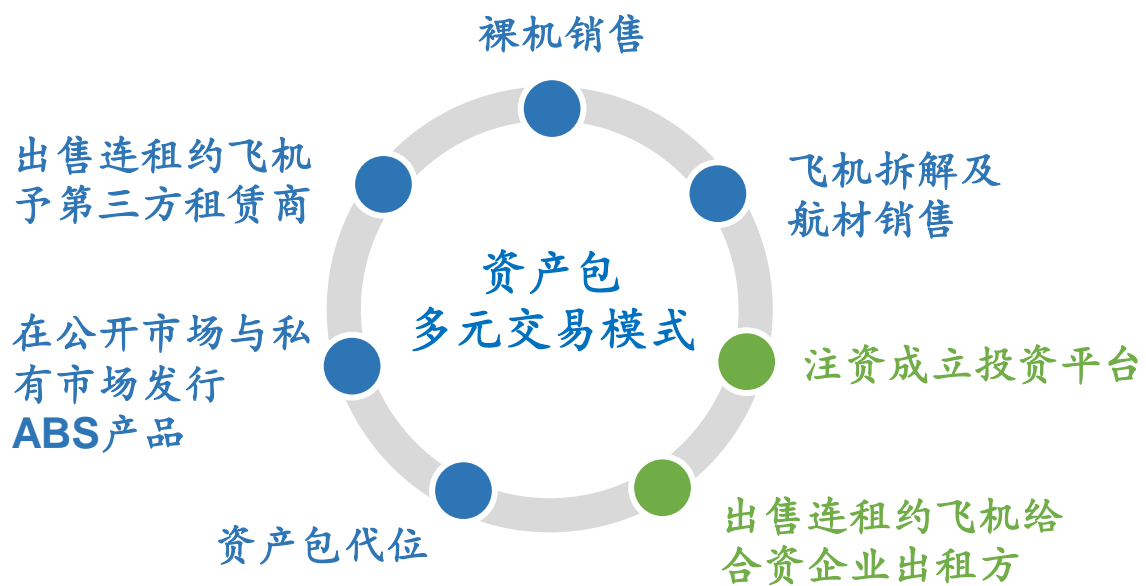 裸机销售
飞机拆解及
航材销售
注资成立投资平台
出售连租约飞机给
合资企业出租方
资产包代位
在公开市场与私
有市场发行
ABS产品
出售连租约飞机
予第三方租赁商
资产包
多元交易模式